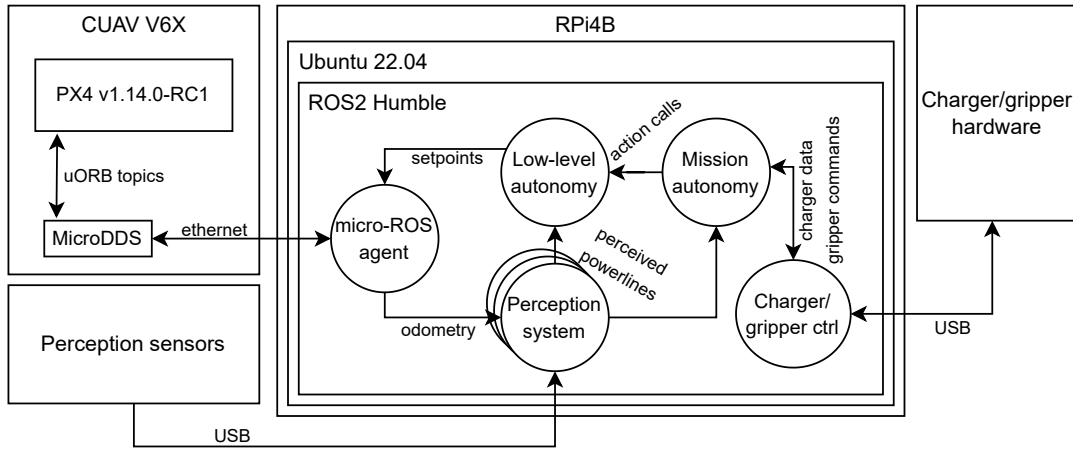 CUAV V6X
PX4 v1.14.0-RC1
uORB topics
MicroDDS
ethernet
Perception sensors
USB
RPi4B
Ubuntu 22.04
ROS2 Humble
setpoints
Low-level
autonomy
action calls
Mission
autonomy
charger data
gripper commands
micro-ROS
agent
odometry
perceived
powerlines
Perception
system
Charger/
gripper ctrl
USB
Charger/gripper
hardware